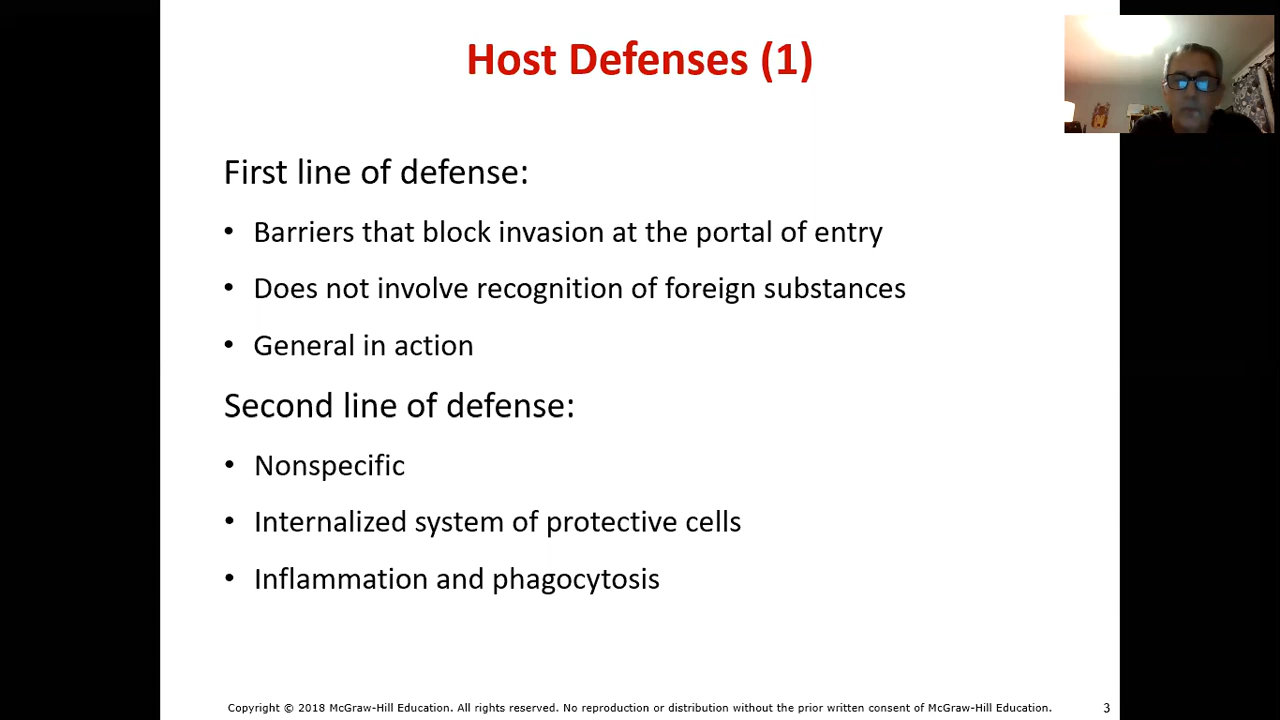 Host Defenses (1)
First line of defense:
• Barriers that block invasion at the portal of entry
• Does not involve recognition of foreign substances
• General in action
Second line of defense:
• Nonspecific
• Internalized system of protective cells
• Inflammation and phagocytosis
Copyright © 2018 McGraw-Hill Education. All rights reserved. No reproduction or distribution without the prior written consent of McGraw-Hill Education. 3